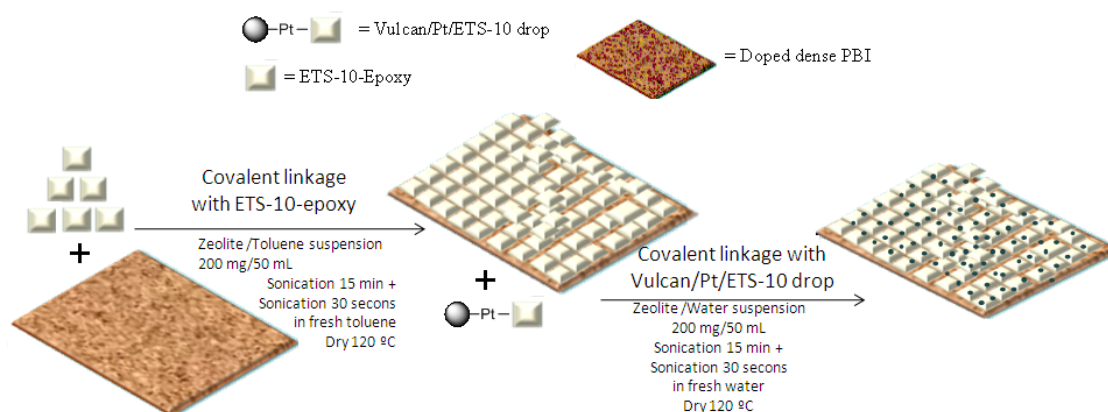 -Pt- = Vulcan/Pt/ETS-10 drop
= ETS-10-Epoxy
= Doped dense PBI
Covalent linkage
with ETS-10-epoxy
Zeolite /Toluene suspension
200 mg/50 mL
Sonication 15 min +
Sonication 30 secons
in fresh toluene
Dry 120 ºC
+
+
-Pt-
Covalent linkage with
Vulcan/Pt/ETS-10 drop
Zeolite /Water suspension
200 mg/50 mL
Sonication 15 min +
Sonication 30 secons
in fresh water
Dry 120 ºC